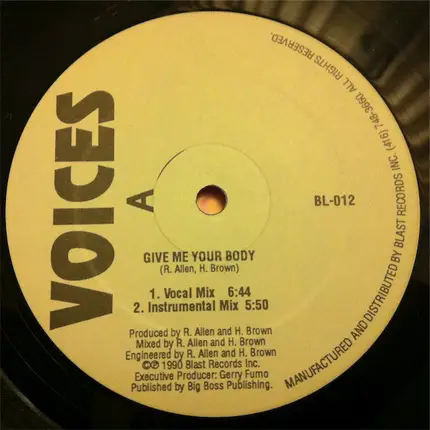 VOICES
A
BL-012
GIVE ME YOUR BODY
(R. Allen, H. Brown)
1. Vocal Mix 6:44
2. Instrumental Mix 5:50
Produced by R. Allen and H. Brown
Mixed by R. Allen and H. Brown
Engineered by R. Allen and H. Brown
©℗ 1990 Blast Records Inc.
Executive Producer: Gerry Fumo
Published by Big Boss Publishing.
MANUFACTURED AND DISTRIBUTED BY BLAST RECORDS INC. (416) 748-3660. ALL RIGHTS RESERVED.